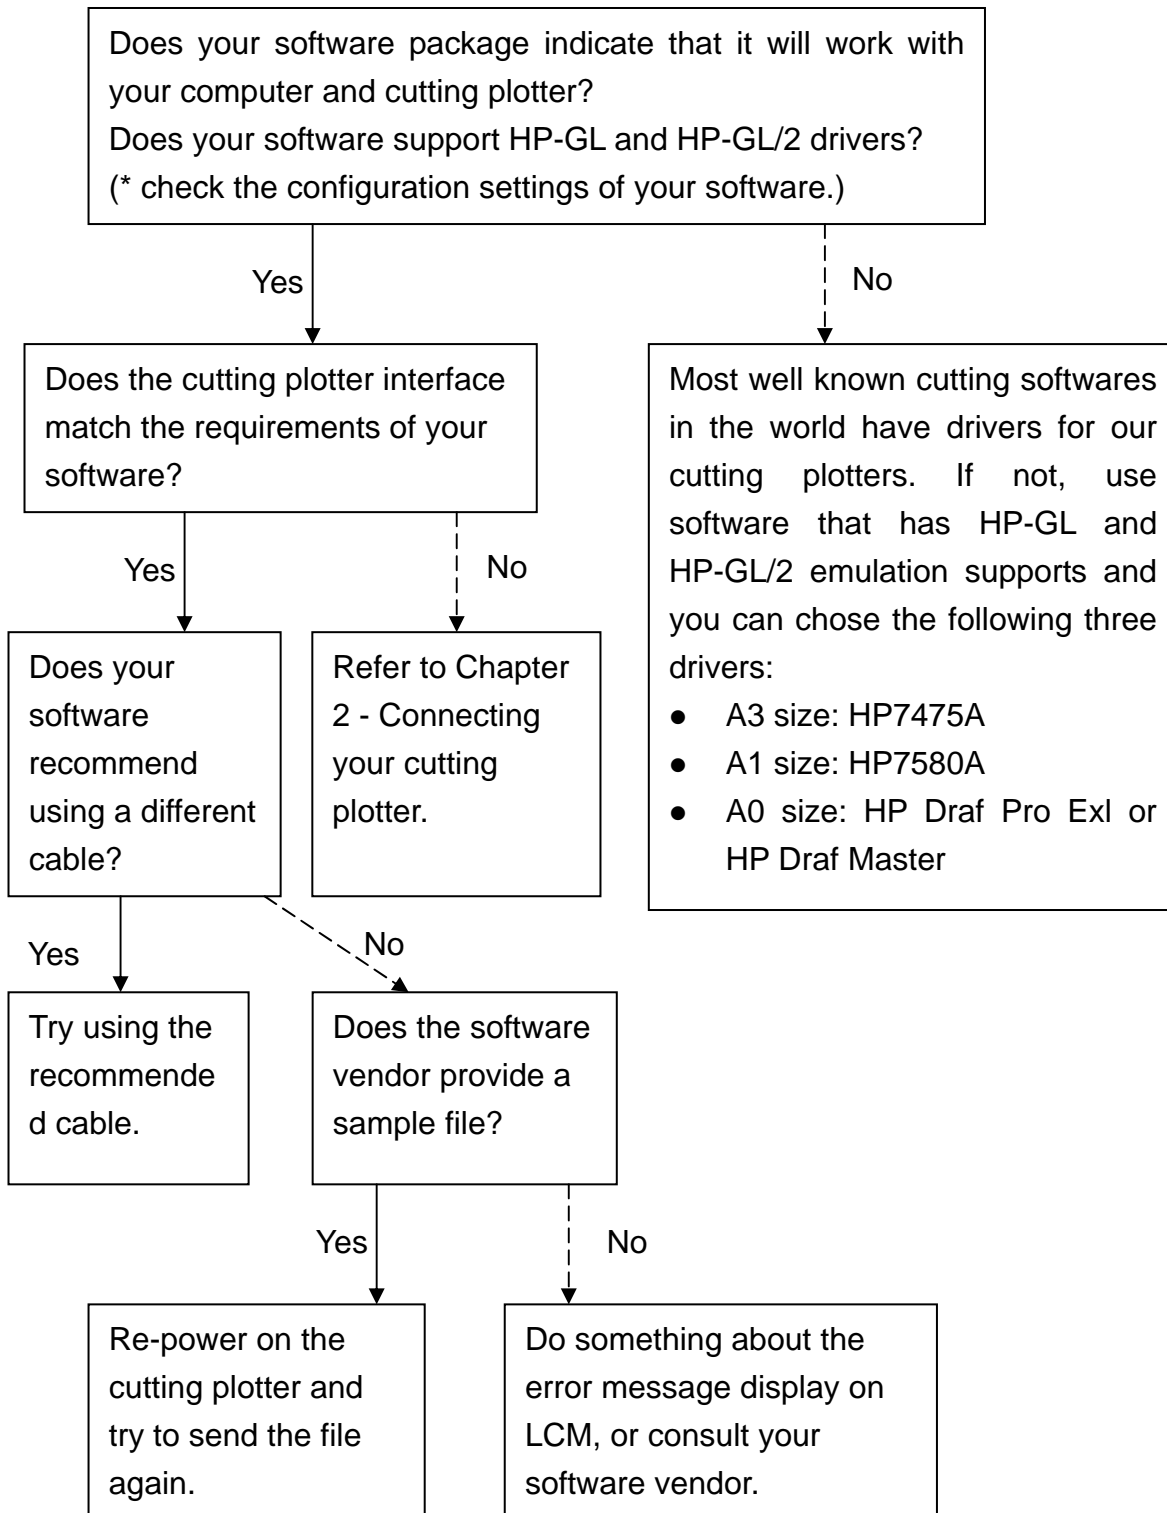 Does your software package indicate that it will work with
your computer and cutting plotter?
Does your software support HP-GL and HP-GL/2 drivers?
(* check the configuration settings of your software.)
Yes
No
Does the cutting plotter interface
match the requirements of your
software?
Most well known cutting softwares
in the world have drivers for our
cutting plotters. If not, use
software that has HP-GL and
HP-GL/2 emulation supports and
you can chose the following three
drivers:
● A3 size: HP7475A
● A1 size: HP7580A
● A0 size: HP Draf Pro Exl or
HP Draf Master
Yes
No
Does your
software
recommend
using a different
cable?
Refer to Chapter
2 - Connecting
your cutting
plotter.
Yes
No
Try using the
recommende
d cable.
Does the software
vendor provide a
sample file?
Yes
No
Re-power on the
cutting plotter and
try to send the file
again.
Do something about the
error message display on
LCM, or consult your
software vendor.